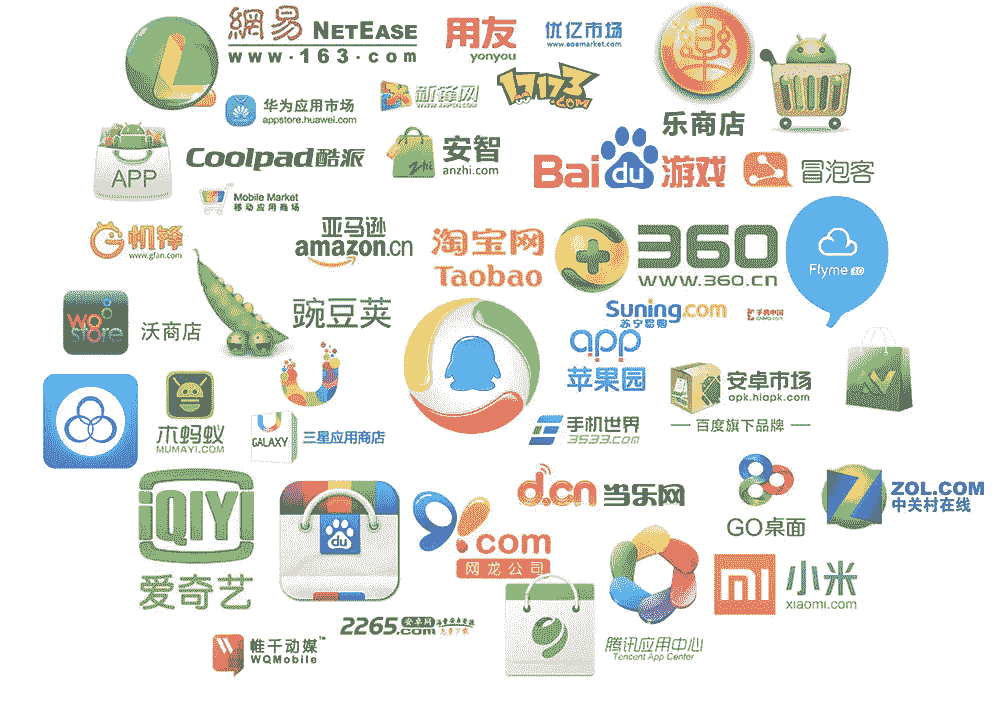 網易 NETEASE
www.163.com
用友
yonyou
优亿市场
www.eoemarket.com
华为应用市场
appstore.huawei.com
新锋网
17173
.com
乐商店
APP
Coolpad酷派
Zhi
安智
anzhi.com
Bai du 游戏
冒泡客
Mobile Market
移动应用商场
机锋
www.gfan.com
亚马逊
amazon.cn
淘宝网
Taobao
360
www.360.cn
Flyme 3.0
wo store
沃商店
豌豆荚
Suning.com
苏宁易购
手机中国
app
苹果园
安卓市场
apk.hiapk.com
百度旗下品牌
木蚂蚁
MUMAYI.COM
GALAXY
三星应用商店
手机世界
3533.com
iQIYI
爱奇艺
du
91.com
网龙公司
d.cn 当乐网
GO桌面
Z
ZOL.COM
中关村在线
mi
小米
xiaomi.com
帷千动媒™
WQMobile
2265.com
安卓网
腾讯应用中心
Tencent App Center